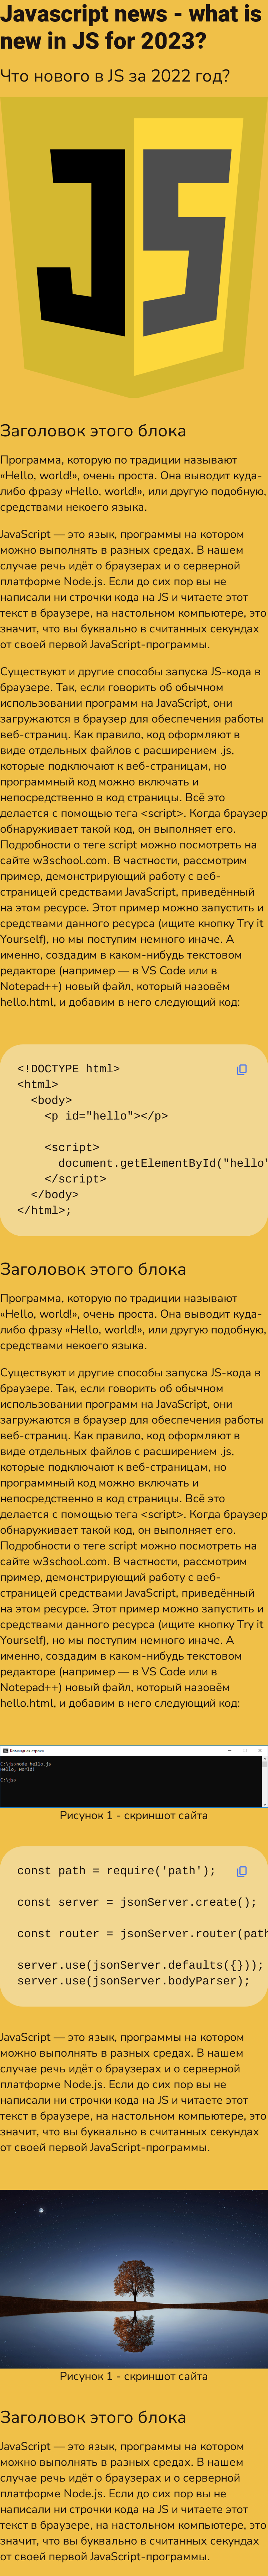 Javascript news - what is
new in JS for 2023?
Что нового в JS за 2022 год?
JS
Заголовок этого блока
Программа, которую по традиции называют
«Hello, world!», очень проста. Она выводит куда-
либо фразу «Hello, world!», или другую подобную,
средствами некоего языка.
JavaScript — это язык, программы на котором
можно выполнять в разных средах. В нашем
случае речь идёт о браузерах и о серверной
платформе Node.js. Если до сих пор вы не
написали ни строчки кода на JS и читаете этот
текст в браузере, на настольном компьютере, это
значит, что вы буквально в считанных секундах
от своей первой JavaScript-программы.
Существуют и другие способы запуска JS-кода в
браузере. Так, если говорить об обычном
использовании программ на JavaScript, они
загружаются в браузер для обеспечения работы
веб-страниц. Как правило, код оформляют в
виде отдельных файлов с расширением .js,
которые подключают к веб-страницам, но
программный код можно включать и
непосредственно в код страницы. Всё это
делается с помощью тега <script>. Когда браузер
обнаруживает такой код, он выполняет его.
Подробности о теге script можно посмотреть на
сайте w3school.com. В частности, рассмотрим
пример, демонстрирующий работу с веб-
страницей средствами JavaScript, приведённый
на этом ресурсе. Этот пример можно запустить и
средствами данного ресурса (ищите кнопку Try it
Yourself), но мы поступим немного иначе. А
именно, создадим в каком-нибудь текстовом
редакторе (например — в VS Code или в
Notepad++) новый файл, который назовём
hello.html, и добавим в него следующий код:
<!DOCTYPE html>
<html>
  <body>
    <p id="hello"></p>
    <script>
      document.getElementById("hello"
    </script>
  </body>
</html>;
Заголовок этого блока
Программа, которую по традиции называют
«Hello, world!», очень проста. Она выводит куда-
либо фразу «Hello, world!», или другую подобную,
средствами некоего языка.
Существуют и другие способы запуска JS-кода в
браузере. Так, если говорить об обычном
использовании программ на JavaScript, они
загружаются в браузер для обеспечения работы
веб-страниц. Как правило, код оформляют в
виде отдельных файлов с расширением .js,
которые подключают к веб-страницам, но
программный код можно включать и
непосредственно в код страницы. Всё это
делается с помощью тега <script>. Когда браузер
обнаруживает такой код, он выполняет его.
Подробности о теге script можно посмотреть на
сайте w3school.com. В частности, рассмотрим
пример, демонстрирующий работу с веб-
страницей средствами JavaScript, приведённый
на этом ресурсе. Этот пример можно запустить и
средствами данного ресурса (ищите кнопку Try it
Yourself), но мы поступим немного иначе. А
именно, создадим в каком-нибудь текстовом
редакторе (например — в VS Code или в
Notepad++) новый файл, который назовём
hello.html, и добавим в него следующий код:
Командная строка
C:\js>node hello.js
Hello, World!
C:\js>
Рисунок 1 - скриншот сайта
const path = require('path');
const server = jsonServer.create();
const router = jsonServer.router(path
server.use(jsonServer.defaults({}));
server.use(jsonServer.bodyParser);
JavaScript — это язык, программы на котором
можно выполнять в разных средах. В нашем
случае речь идёт о браузерах и о серверной
платформе Node.js. Если до сих пор вы не
написали ни строчки кода на JS и читаете этот
текст в браузере, на настольном компьютере, это
значит, что вы буквально в считанных секундах
от своей первой JavaScript-программы.
Рисунок 1 - скриншот сайта
Заголовок этого блока
JavaScript — это язык, программы на котором
можно выполнять в разных средах. В нашем
случае речь идёт о браузерах и о серверной
платформе Node.js. Если до сих пор вы не
написали ни строчки кода на JS и читаете этот
текст в браузере, на настольном компьютере, это
значит, что вы буквально в считанных секундах
от своей первой JavaScript-программы.